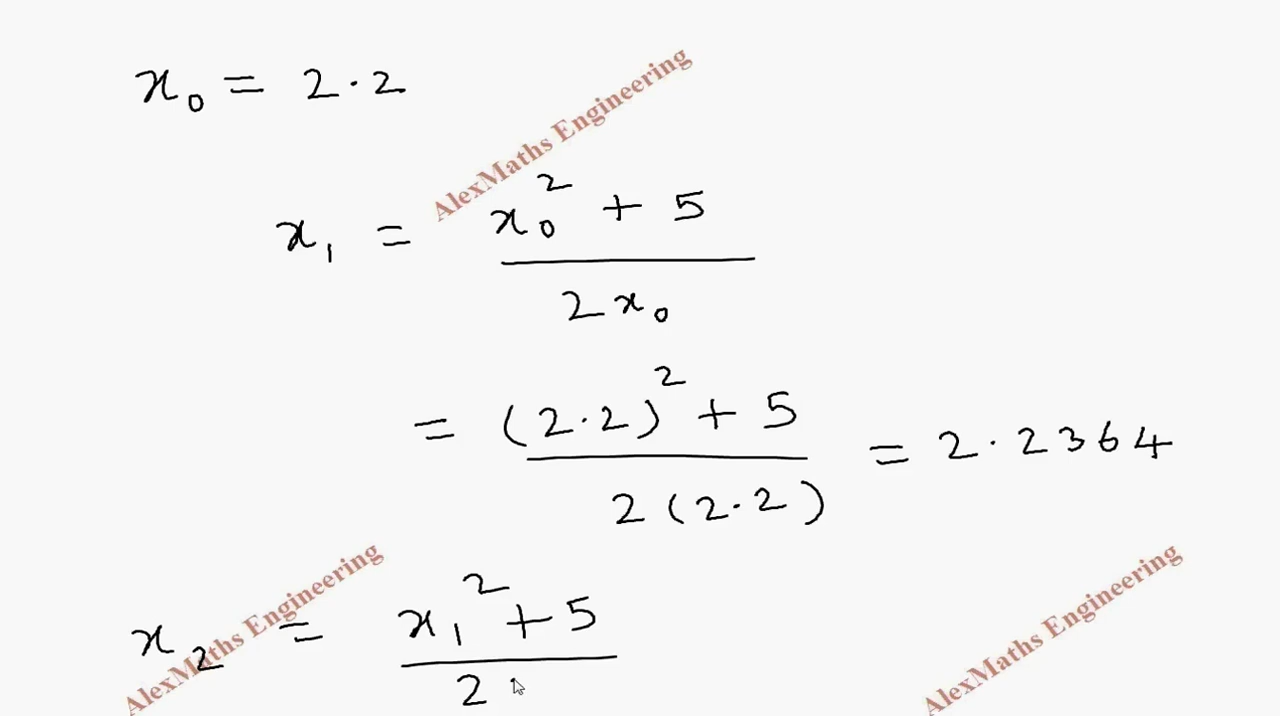 x₀ = 2.2
AlexMaths Engineering
x₁ = x₀² + 5
2x₀
= (2.2)² + 5 = 2.2364
2(2.2)
AlexMaths Engineering
AlexMaths Engineering
x₂ = x₁² + 5
2